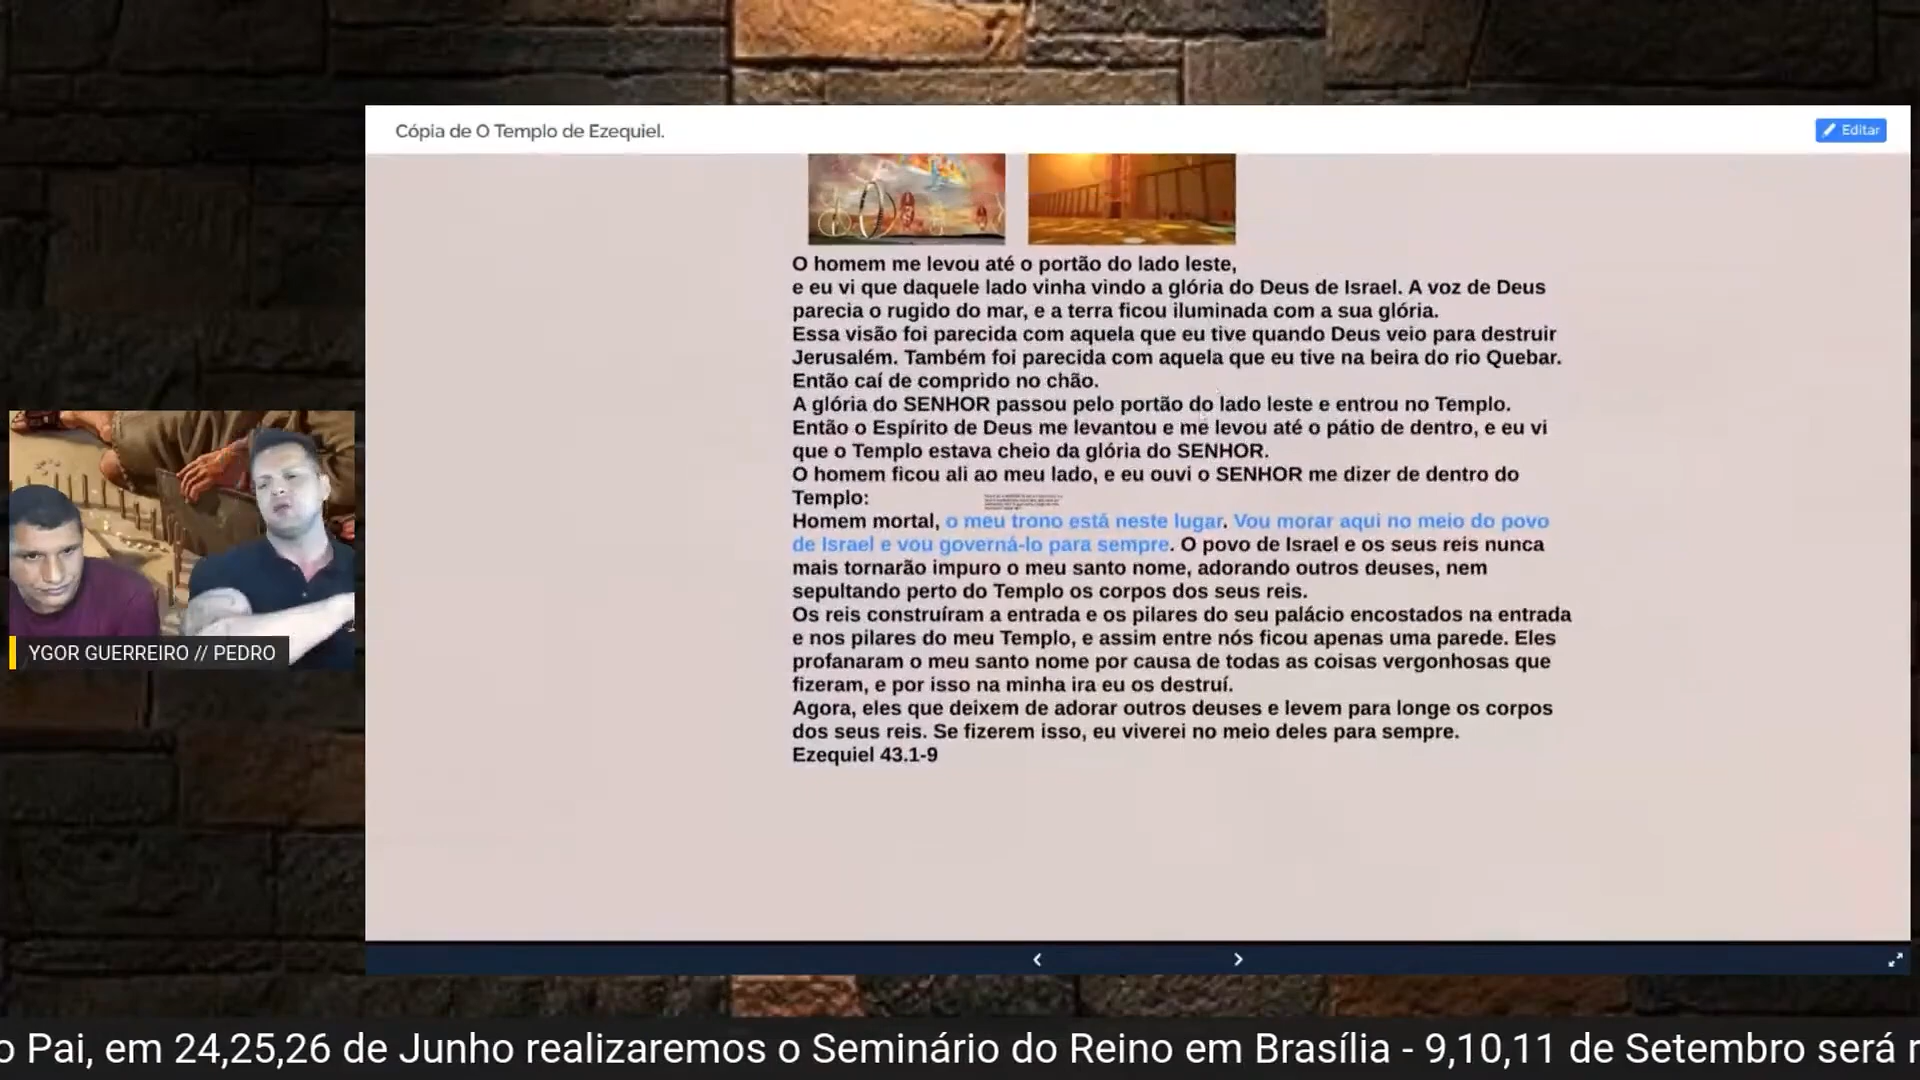 Cópia de O Templo de Ezequiel.
Editar
O homem me levou até o portão do lado leste,
e eu vi que daquele lado vinha vindo a glória do Deus de Israel. A voz de Deus
parecia o rugido do mar, e a terra ficou iluminada com a sua glória.
Essa visão foi parecida com aquela que eu tive quando Deus veio para destruir
Jerusalém. Também foi parecida com aquela que eu tive na beira do rio Quebar.
Então caí de comprido no chão.
A glória do SENHOR passou pelo portão do lado leste e entrou no Templo.
Então o Espírito de Deus me levantou e me levou até o pátio de dentro, e eu vi
que o Templo estava cheio da glória do SENHOR.
O homem ficou ali ao meu lado, e eu ouvi o SENHOR me dizer de dentro do
Templo:
Homem mortal, o meu trono está neste lugar. Vou morar aqui no meio do povo
de Israel e vou governá-lo para sempre. O povo de Israel e os seus reis nunca
mais tornarão impuro o meu santo nome, adorando outros deuses, nem
sepultando perto do Templo os corpos dos seus reis.
Os reis construíram a entrada e os pilares do seu palácio encostados na entrada
e nos pilares do meu Templo, e assim entre nós ficou apenas uma parede. Eles
profanaram o meu santo nome por causa de todas as coisas vergonhosas que
fizeram, e por isso na minha ira eu os destruí.
Agora, eles que deixem de adorar outros deuses e levem para longe os corpos
dos seus reis. Se fizerem isso, eu viverei no meio deles para sempre.
Ezequiel 43.1-9
YGOR GUERREIRO // PEDRO
o Pai, em 24,25,26 de Junho realizaremos o Seminário do Reino em Brasília - 9,10,11 de Setembro será